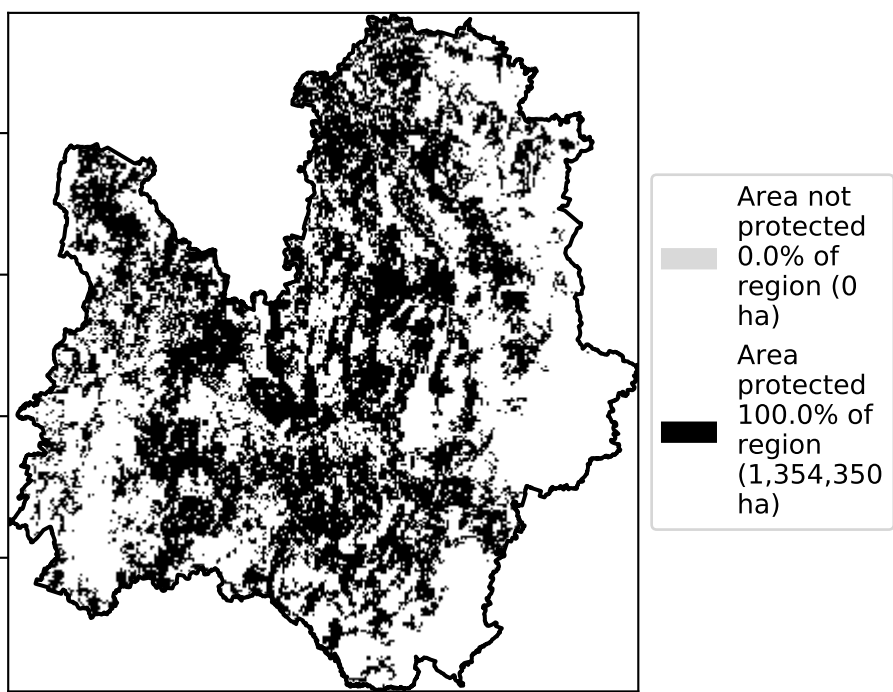 Area not
protected
0.0% of
region (0
ha)
Area
protected
100.0% of
region
(1,354,350
ha)